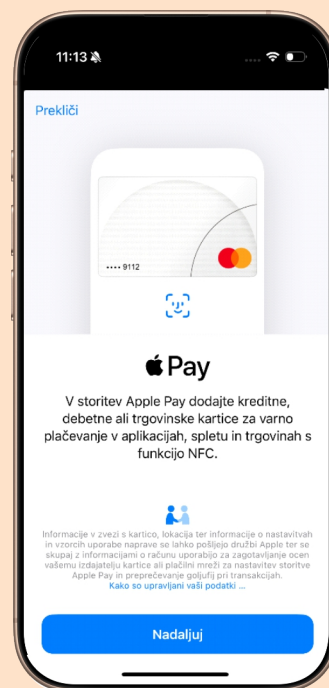 11:13
Prekliči
•••• 9112
Pay
V storitev Apple Pay dodajte kreditne,
debetne ali trgovinske kartice za varno
plačevanje v aplikacijah, spletu in trgovinah s
funkcijo NFC.
Informacije v zvezi s kartico, lokacija ter informacije o nastavitvah
in vzorcih uporabe naprave se lahko pošljejo družbi Apple ter se
skupaj z informacijami o računu uporabijo za zagotavljanje ocen
vašemu izdajatelju kartice ali plačilni mreži za nastavitev storitve
Apple Pay in preprečevanje goljufij pri transakcijah.
Kako so upravljani vaši podatki ...
Nadaljuj